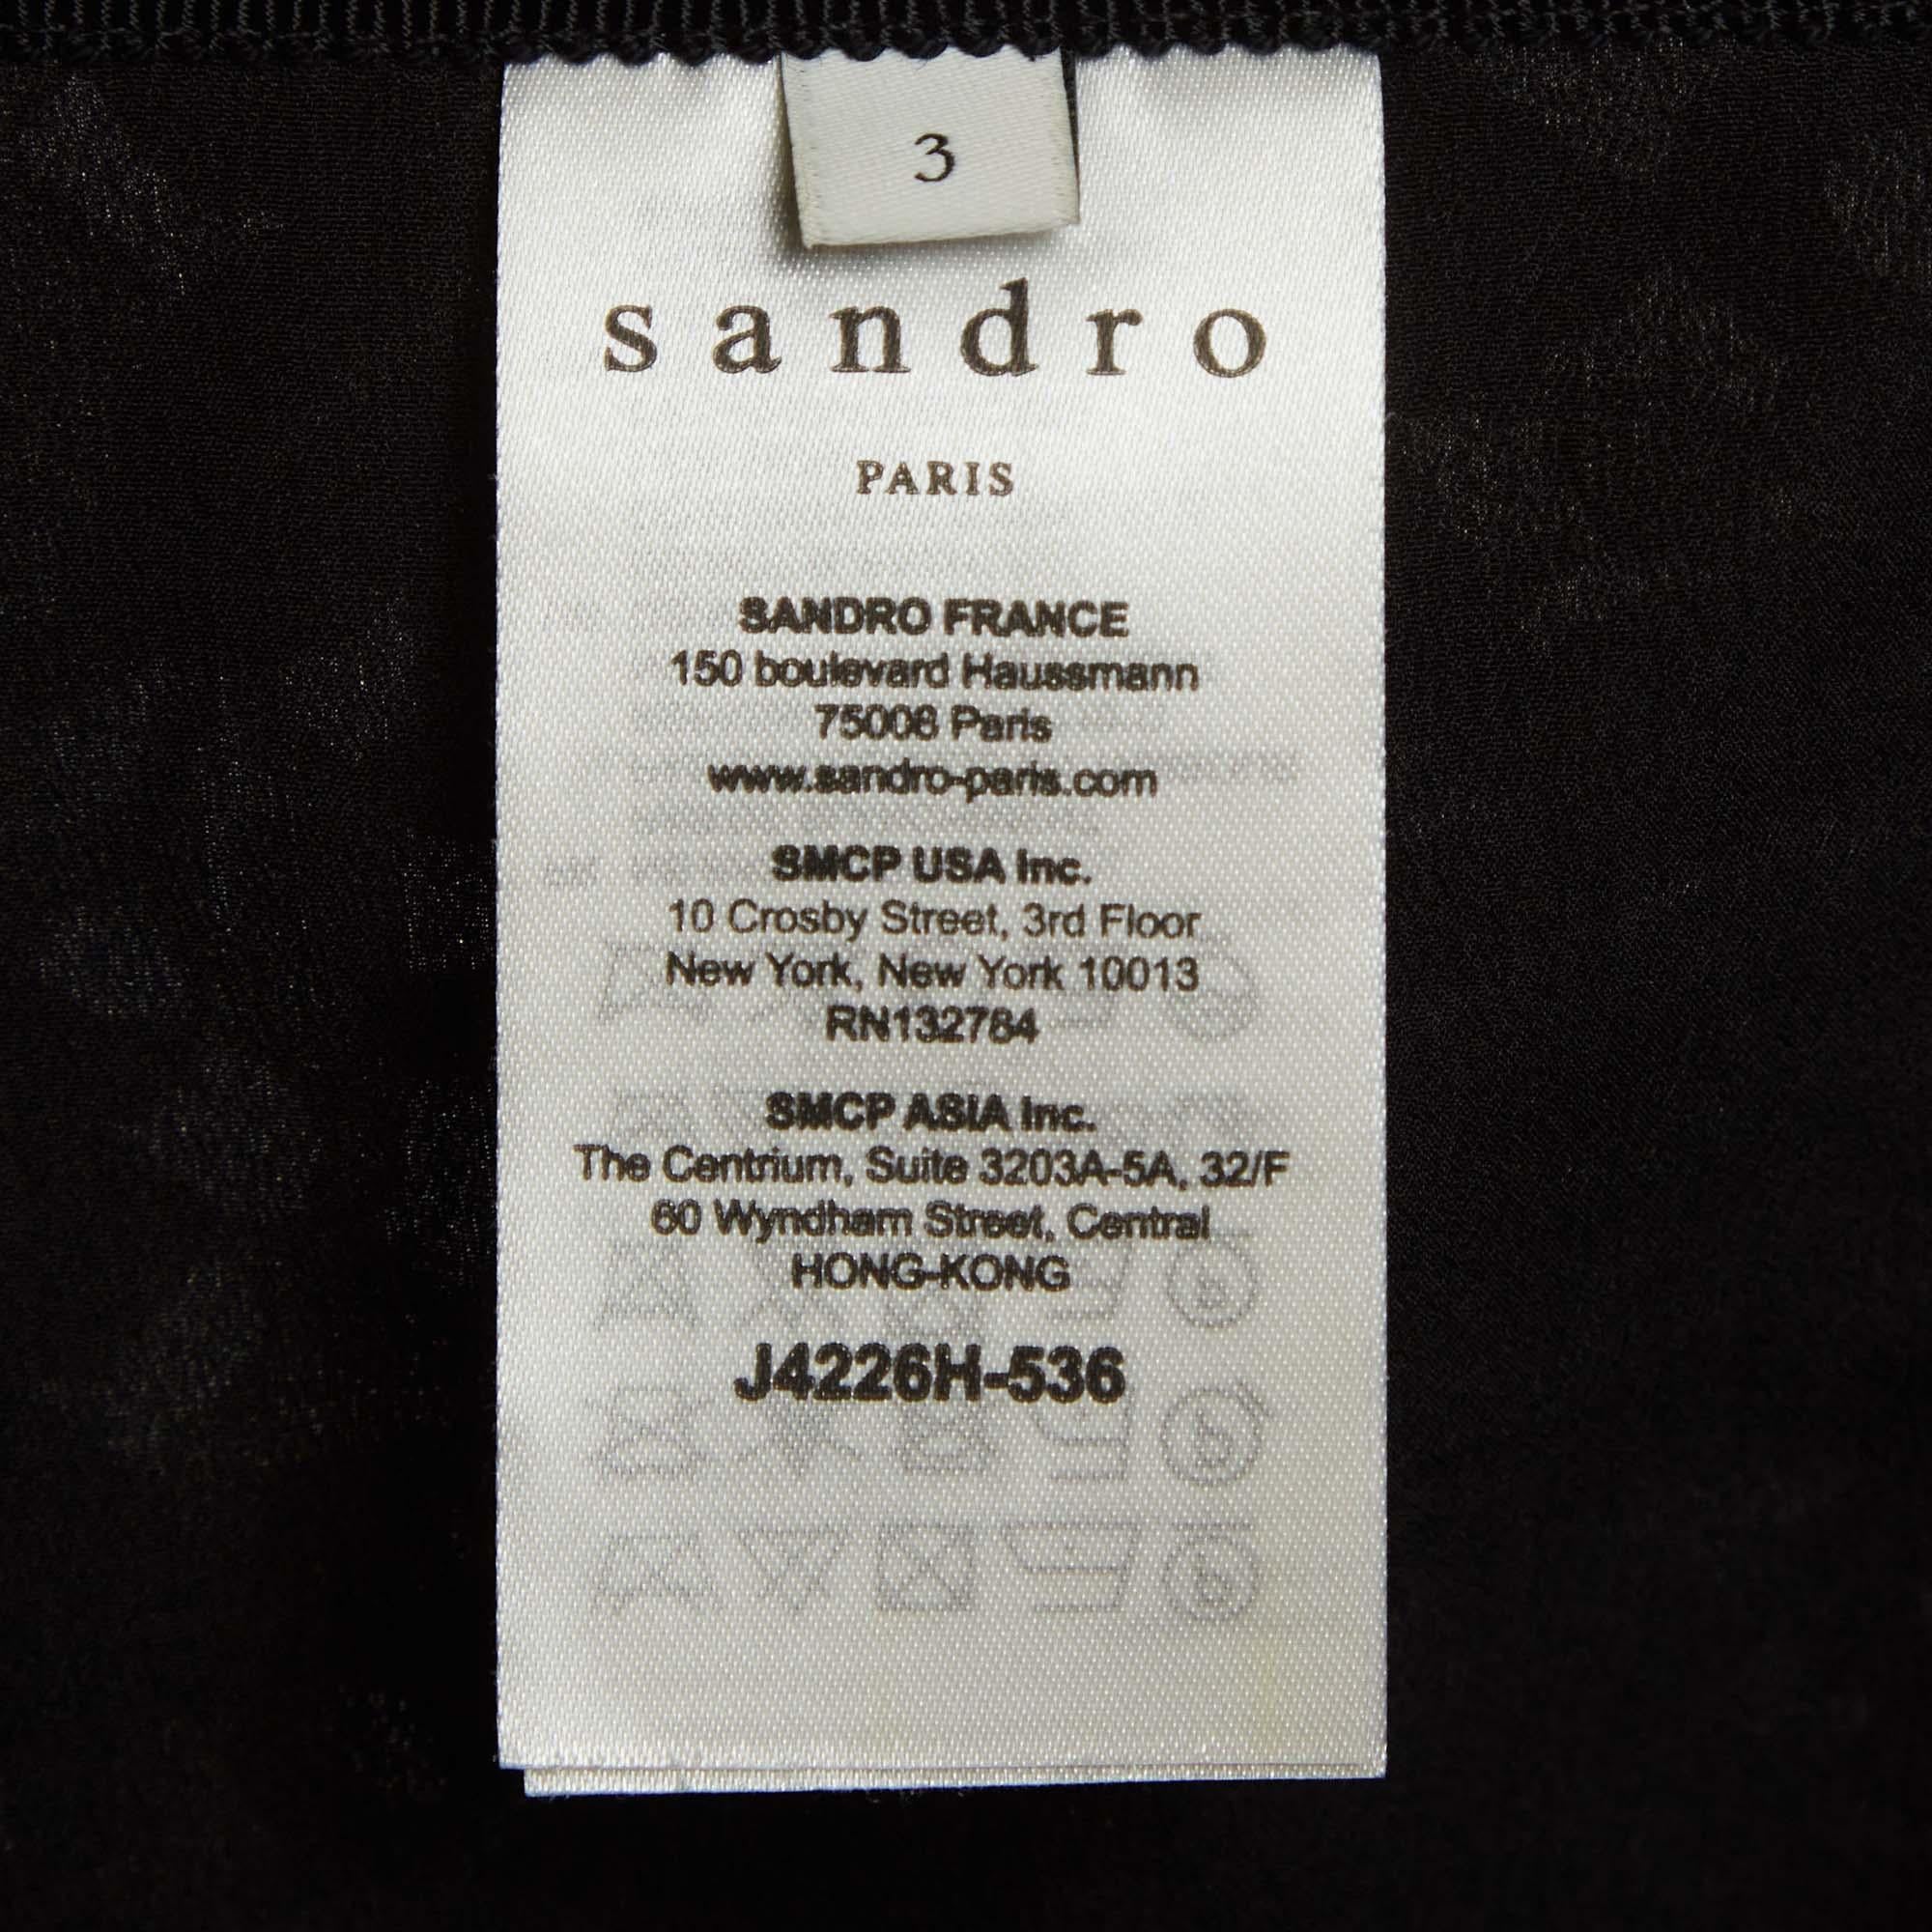 3
sandro
PARIS
SANDRO FRANCE
150 boulevard Haussmann
75008 Paris
www.sandro-paris.com
SMCP USA Inc.
10 Crosby Street, 3rd Floor
New York, New York 10013
RN132784
SMCP ASIA Inc.
The Centrium, Suite 3203A-5A, 32/F
60 Wyndham Street, Central
HONG-KONG
J4226H-536